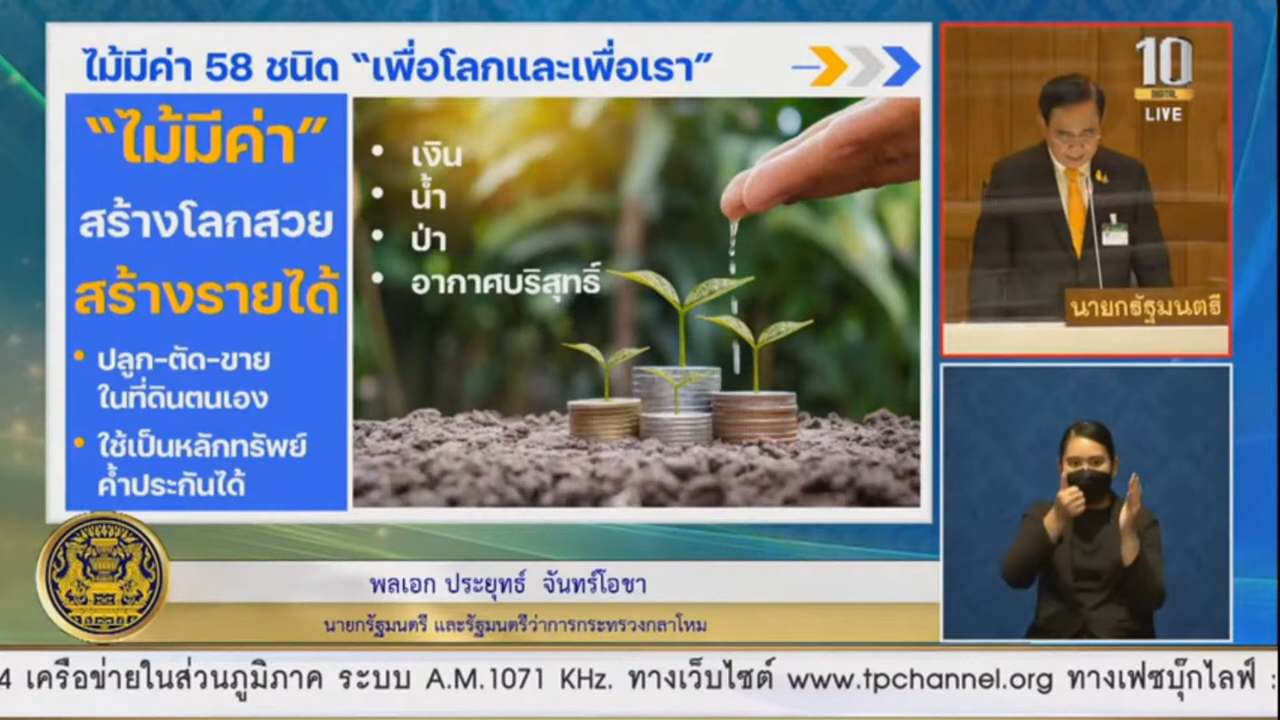 ไม้มีค่า 58 ชนิด “เพื่อโลกและเพื่อเรา”
“ไม้มีค่า”
สร้างโลกสวย
สร้างรายได้
• ปลูก-ตัด-ขาย
ในที่ดินตนเอง
• ใช้เป็นหลักทรัพย์
ค้ำประกันได้
• เงิน
• น้ำ
• ป่า
• อากาศบริสุทธิ์
10
DIGITAL
LIVE
นายกรัฐมนตรี
พลเอก ประยุทธ์ จันทร์โอชา
นายกรัฐมนตรี และรัฐมนตรีว่าการกระทรวงกลาโหม
4 เครือข่ายในส่วนภูมิภาค ระบบ A.M.1071 KHz. ทางเว็บไซต์ www.tpchannel.org ทางเฟซบุ๊กไลฟ์ :